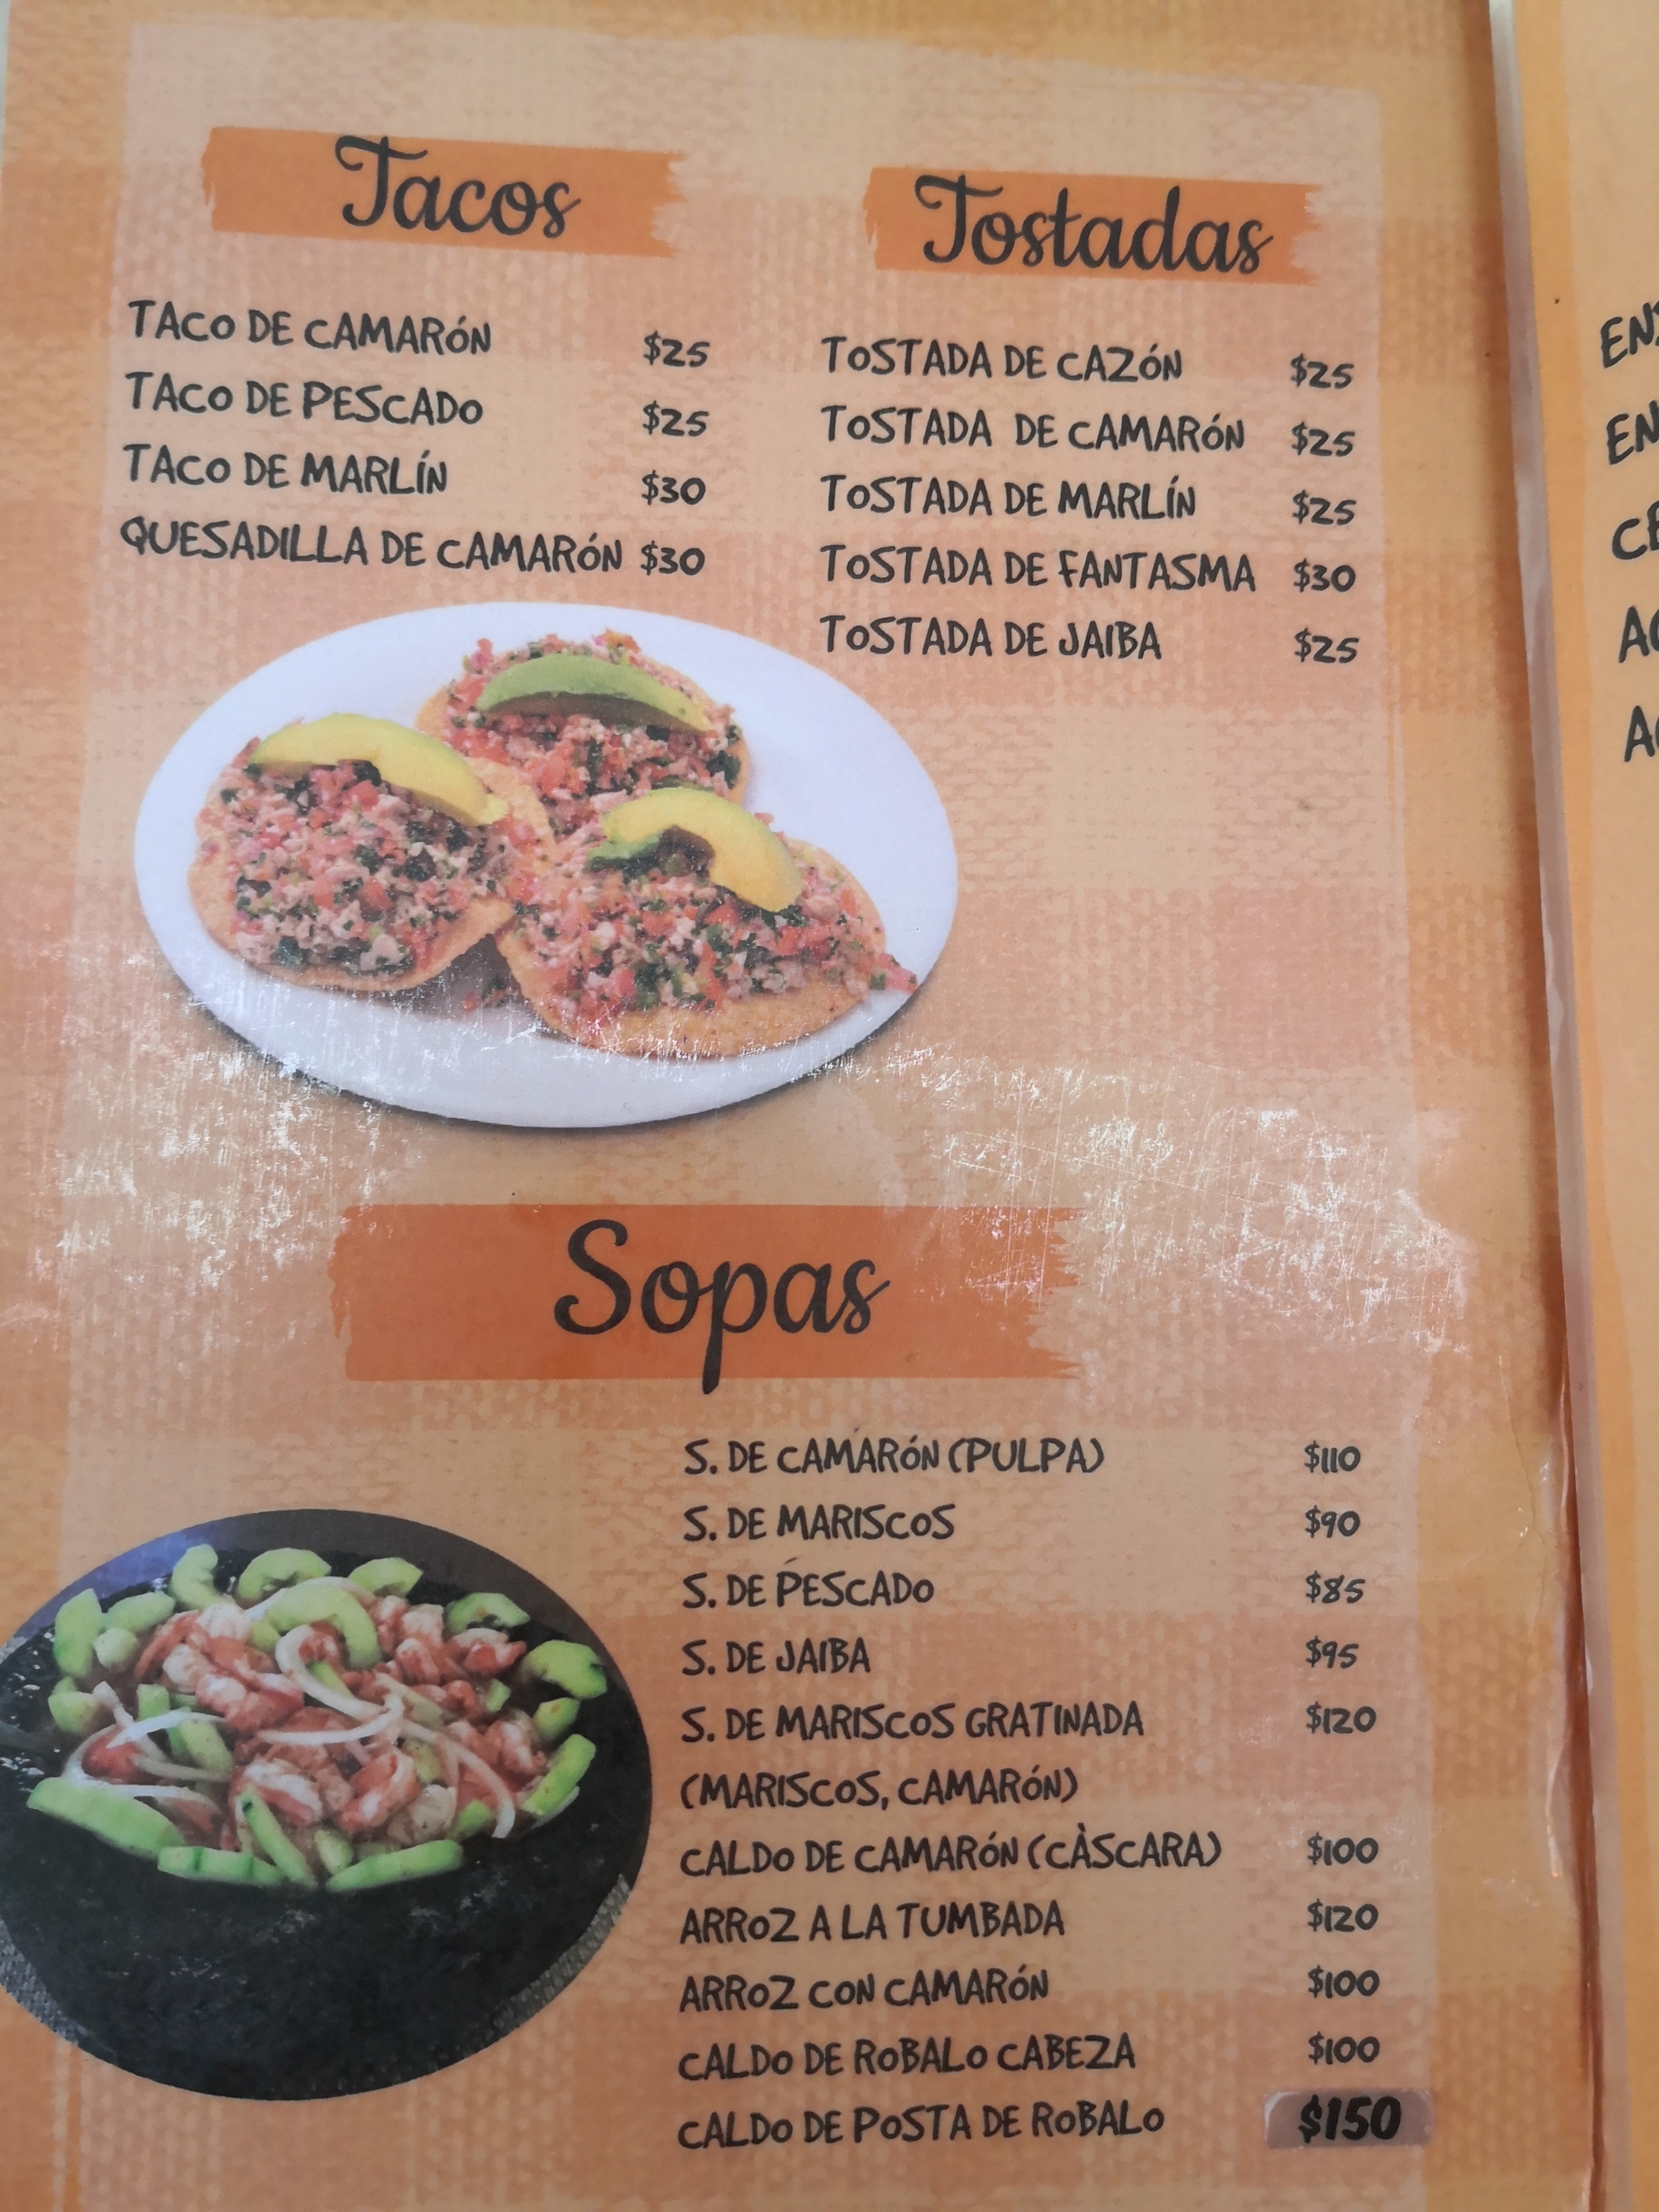 Tacos
TACO DE CAMARÓN $25
TACO DE PESCADO $25
TACO DE MARLÍN $30
QUESADILLA DE CAMARÓN $30
Tostadas
TOSTADA DE CAZÓN $25
TOSTADA DE CAMARÓN $25
TOSTADA DE MARLÍN $25
TOSTADA DE FANTASMA $30
TOSTADA DE JAIBA $25
Sopas
S. DE CAMARÓN (PULPA) $110
S. DE MARISCOS $90
S. DE PESCADO $85
S. DE JAIBA $95
S. DE MARISCOS GRATINADA $120
(MARISCOS, CAMARÓN)
CALDO DE CAMARÓN (CÀSCARA) $100
ARROZ A LA TUMBADA $120
ARROZ CON CAMARÓN $100
CALDO DE ROBALO CABEZA $100
CALDO DE POSTA DE ROBALO $150